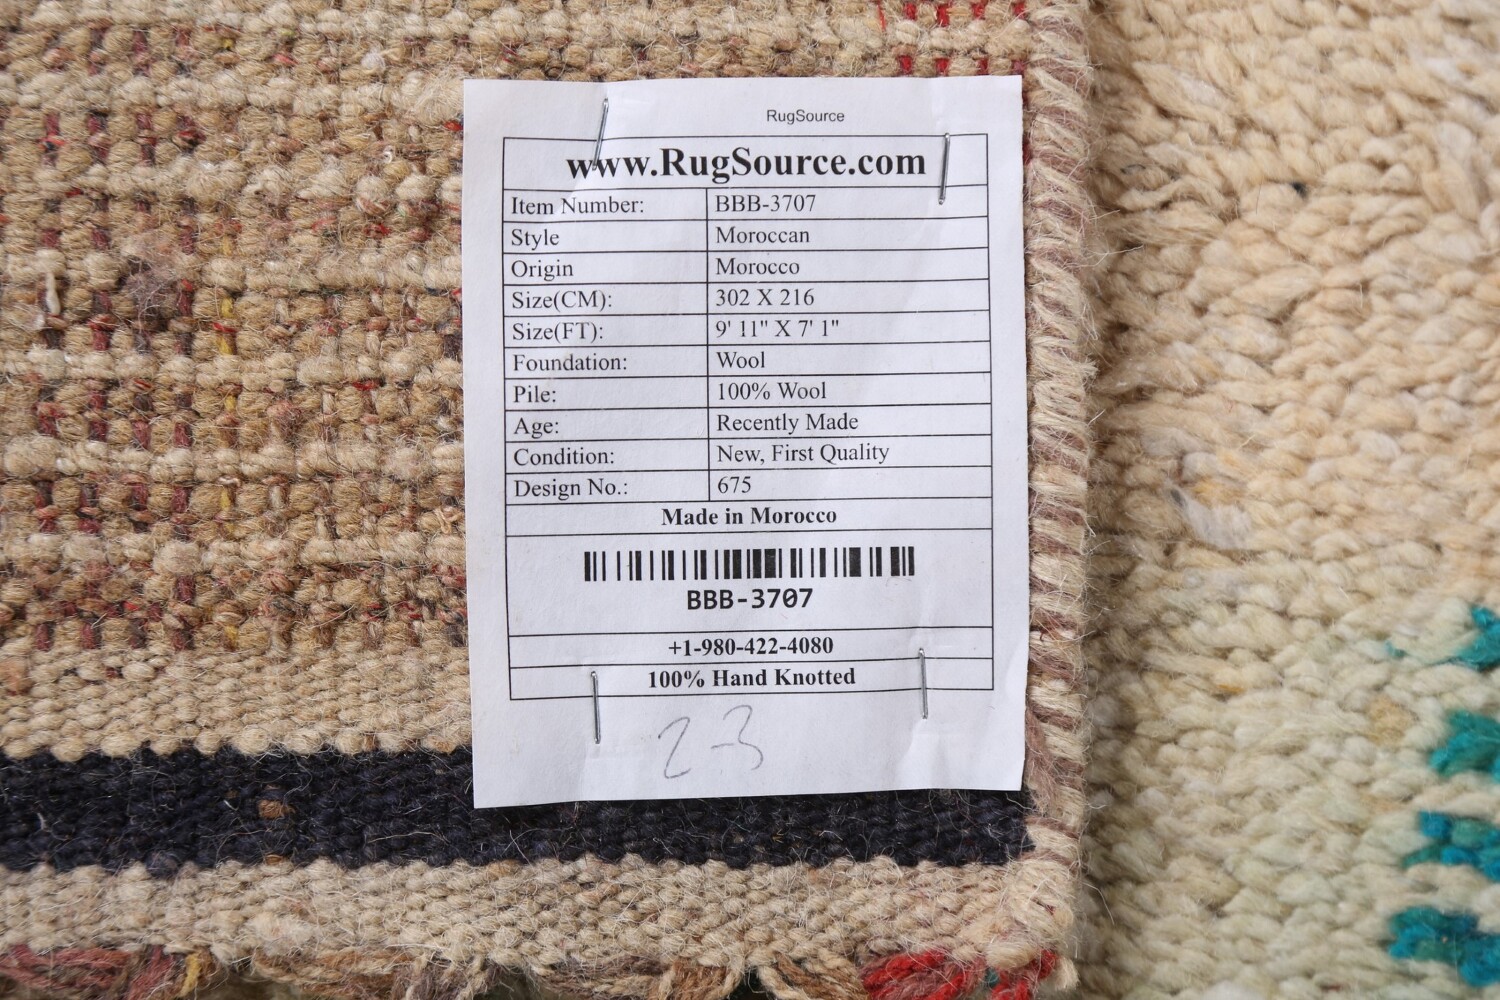 RugSource
www.RugSource.com
Item Number: BBB-3707
Style Moroccan
Origin Morocco
Size(CM): 302 X 216
Size(FT): 9' 11" X 7' 1"
Foundation: Wool
Pile: 100% Wool
Age: Recently Made
Condition: New, First Quality
Design No.: 675
Made in Morocco
BBB-3707
+1-980-422-4080
100% Hand Knotted
2-3